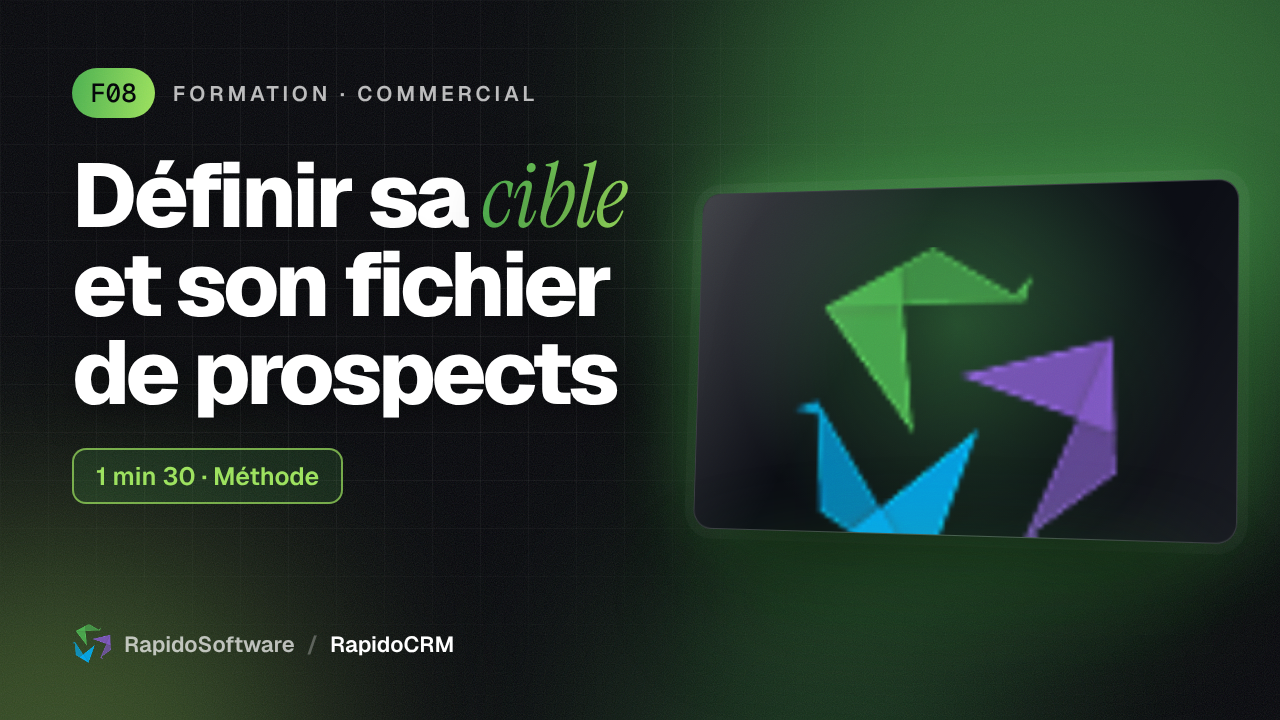 F08 FORMATION · COMMERCIAL
Définir sa cible
et son fichier
de prospects
1 min 30 · Méthode
RapidoSoftware / RapidoCRM